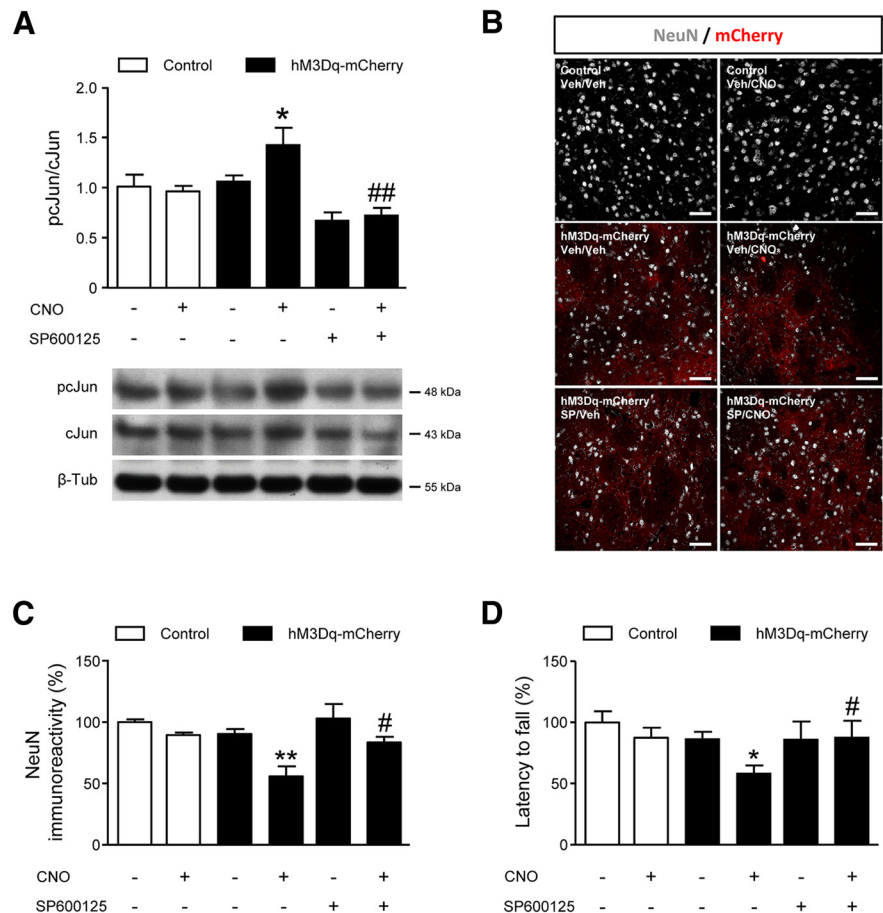 A
Control hM3Dq-mCherry
pcJun/cJun
2.0
1.5
1.0
0.5
0
*
##
CNO - + - + - +
SP600125 - - - - + +
pcJun 48 kDa
cJun 43 kDa
β-Tub 55 kDa
B
NeuN / mCherry
Control
Veh/Veh
Control
Veh/CNO
hM3Dq-mCherry
Veh/Veh
hM3Dq-mCherry
Veh/CNO
hM3Dq-mCherry
SP/Veh
hM3Dq-mCherry
SP/CNO
C
Control hM3Dq-mCherry
NeuN
immunoreactivity (%)
150
100
50
0
**
#
CNO - + - + - +
SP600125 - - - - + +
D
Control hM3Dq-mCherry
Latency to fall (%)
150
100
50
0
*
#
CNO - + - + - +
SP600125 - - - - + +